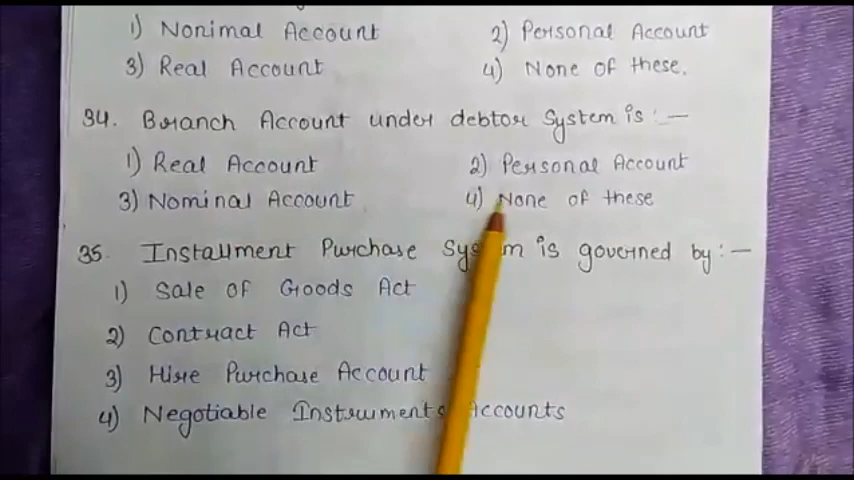 1) Nonimal Account 2) Personal Account
3) Real Account 4) None of these.
34. Branch Account under debtor System is :-
1) Real Account 2) Personal Account
3) Nominal Account 4) None of these
35. Installment Purchase System is governed by :-
1) Sale of Goods Act
2) Contract Act
3) Hire Purchase Account
4) Negotiable Instruments Accounts